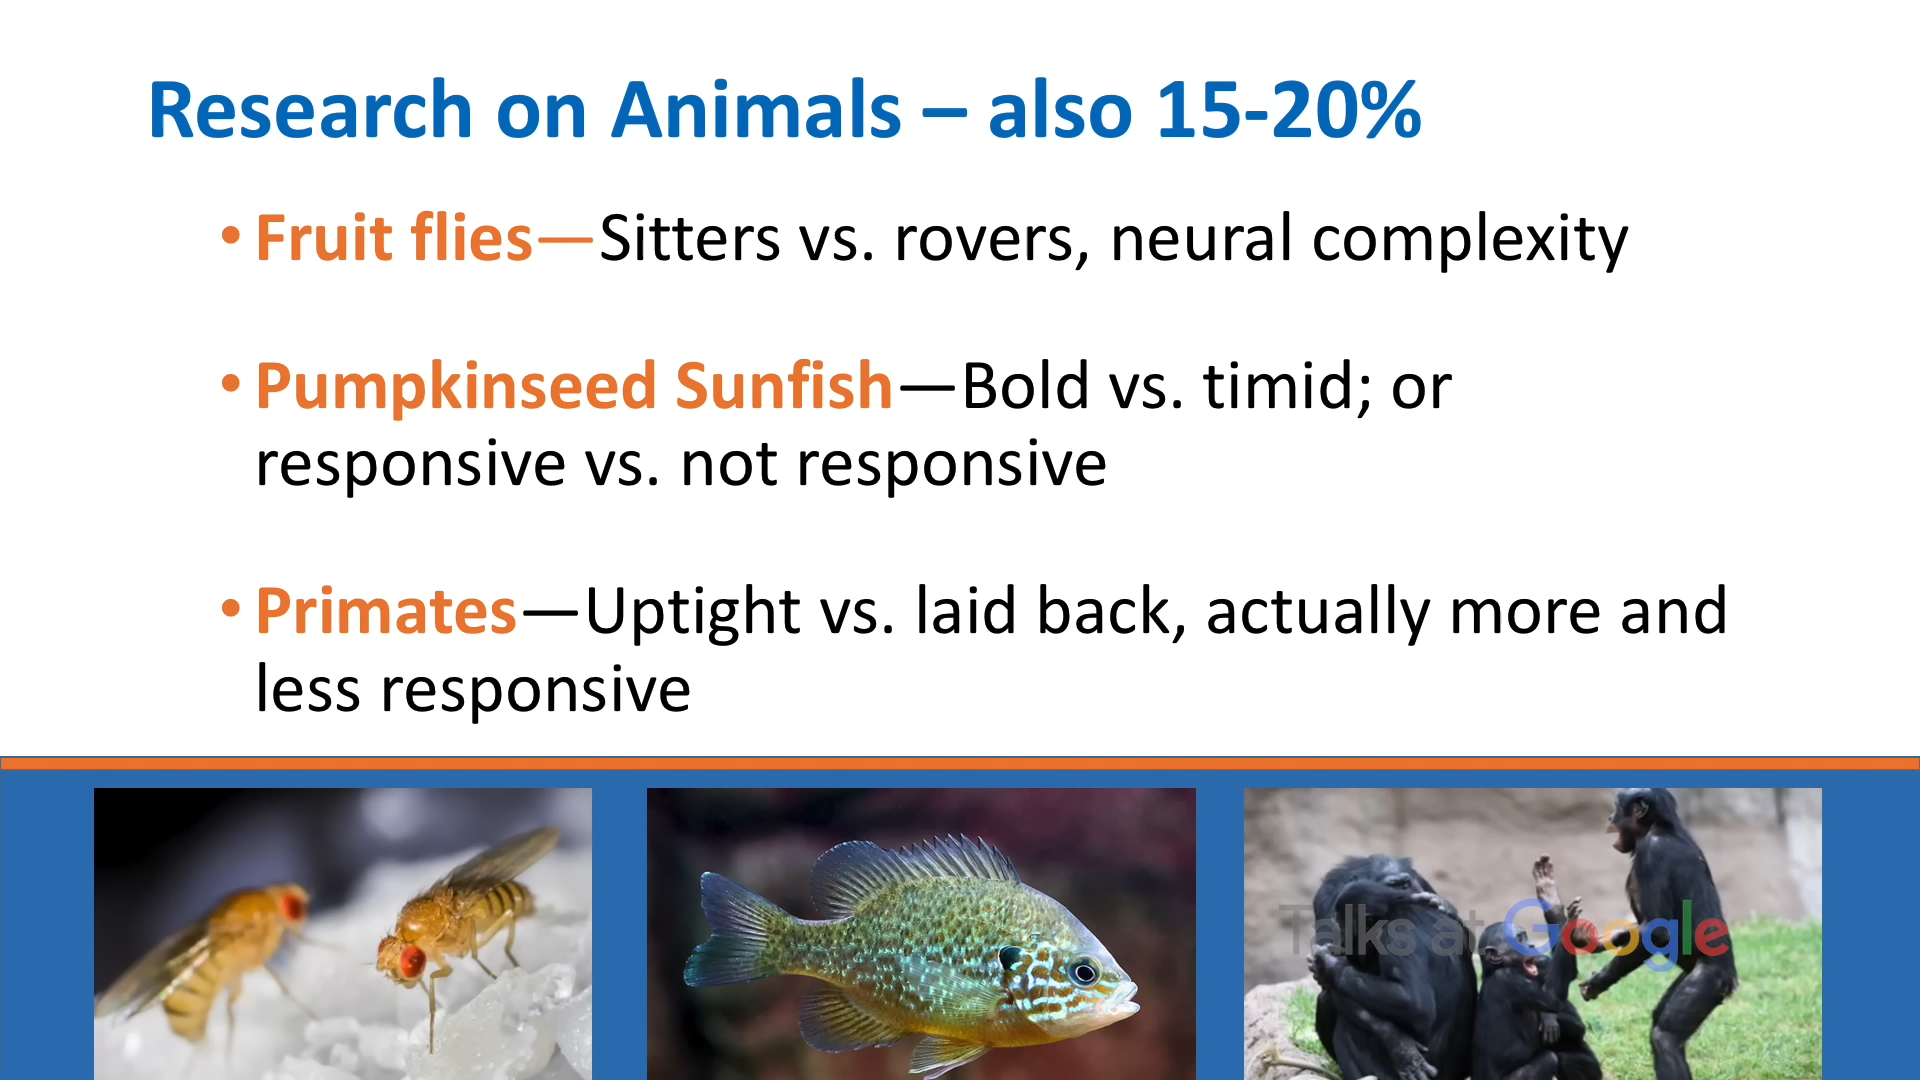 Research on Animals – also 15-20%
• Fruit flies—Sitters vs. rovers, neural complexity
• Pumpkinseed Sunfish—Bold vs. timid; or
responsive vs. not responsive
• Primates—Uptight vs. laid back, actually more and
less responsive
Talks at Google